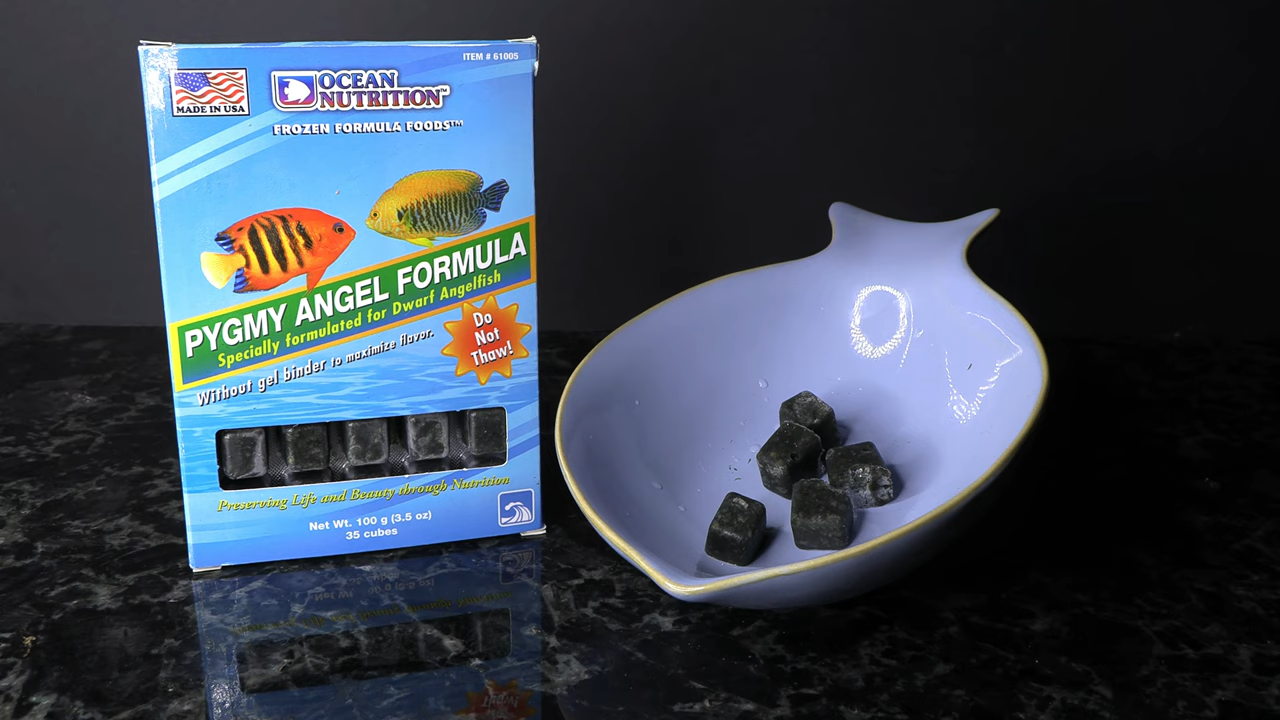 ITEM # 61005
MADE IN USA
OCEAN
NUTRITION™
FROZEN FORMULA FOODS™
PYGMY ANGEL FORMULA
Specially formulated for Dwarf Angelfish
Without gel binder to maximize flavor.
Do
Not
Thaw!
Preserving Life and Beauty through Nutrition
Net Wt. 100 g (3.5 oz)
35 cubes